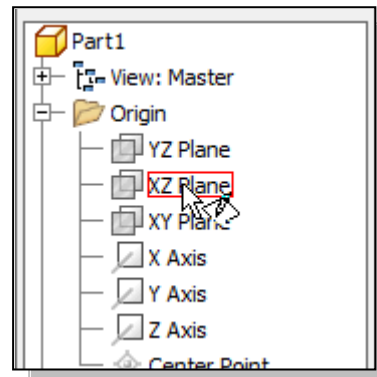 Part1
View: Master
Origin
YZ Plane
XZ Plane
XY Plane
X Axis
Y Axis
Z Axis
Center Point